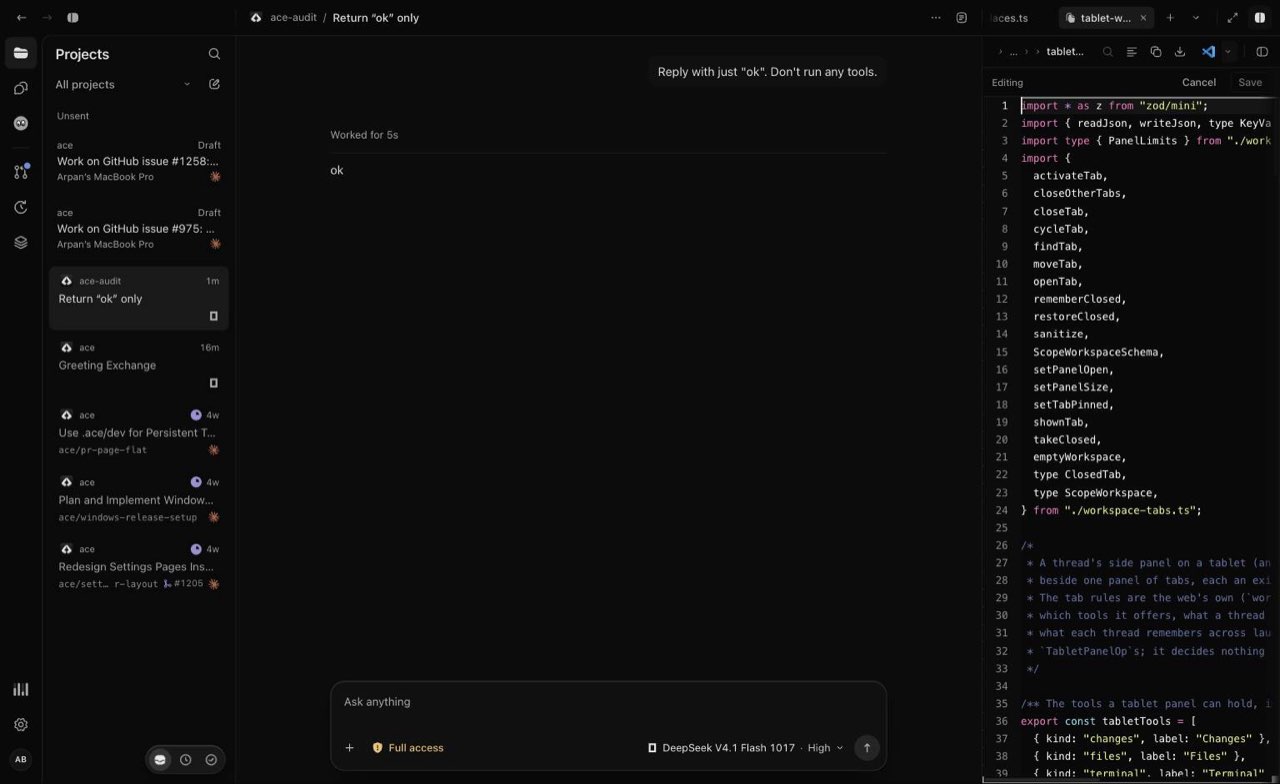 ace-audit / Return “ok” only
aces.ts
tablet-w...
Projects
All projects
Unsent
ace Draft
Work on GitHub issue #1258:...
Arpan's MacBook Pro
ace Draft
Work on GitHub issue #975: ...
Arpan's MacBook Pro
ace-audit 1m
Return “ok” only
ace 16m
Greeting Exchange
ace 4w
Use .ace/dev for Persistent T...
ace/pr-page-flat
ace 4w
Plan and Implement Window...
ace/windows-release-setup
ace 4w
Redesign Settings Pages Ins...
ace/sett… r-layout #1205
AB
Reply with just "ok". Don't run any tools.
Worked for 5s
ok
Ask anything
Full access
DeepSeek V4.1 Flash 1017 · High
... tablet...
Editing Cancel Save
1 import * as z from "zod/mini";
2 import { readJson, writeJson, type KeyVa
3 import type { PanelLimits } from "./work
4 import {
5 activateTab,
6 closeOtherTabs,
7 closeTab,
8 cycleTab,
9 findTab,
10 moveTab,
11 openTab,
12 rememberClosed,
13 restoreClosed,
14 sanitize,
15 ScopeWorkspaceSchema,
16 setPanelOpen,
17 setPanelSize,
18 setTabPinned,
19 shownTab,
20 takeClosed,
21 emptyWorkspace,
22 type ClosedTab,
23 type ScopeWorkspace,
24 } from "./workspace-tabs.ts";
25
26 /*
27 * A thread's side panel on a tablet (an
28 * beside one panel of tabs, each an exi
29 * The tab rules are the web's own (`wor
30 * which tools it offers, what a thread
31 * what each thread remembers across lau
32 * `TabletPanelOp`s; it decides nothing
33 */
34
35 /** The tools a tablet panel can hold, i
36 export const tabletTools = [
37 { kind: "changes", label: "Changes" },
38 { kind: "files", label: "Files" },
39 { kind: "terminal", label: "Terminal"